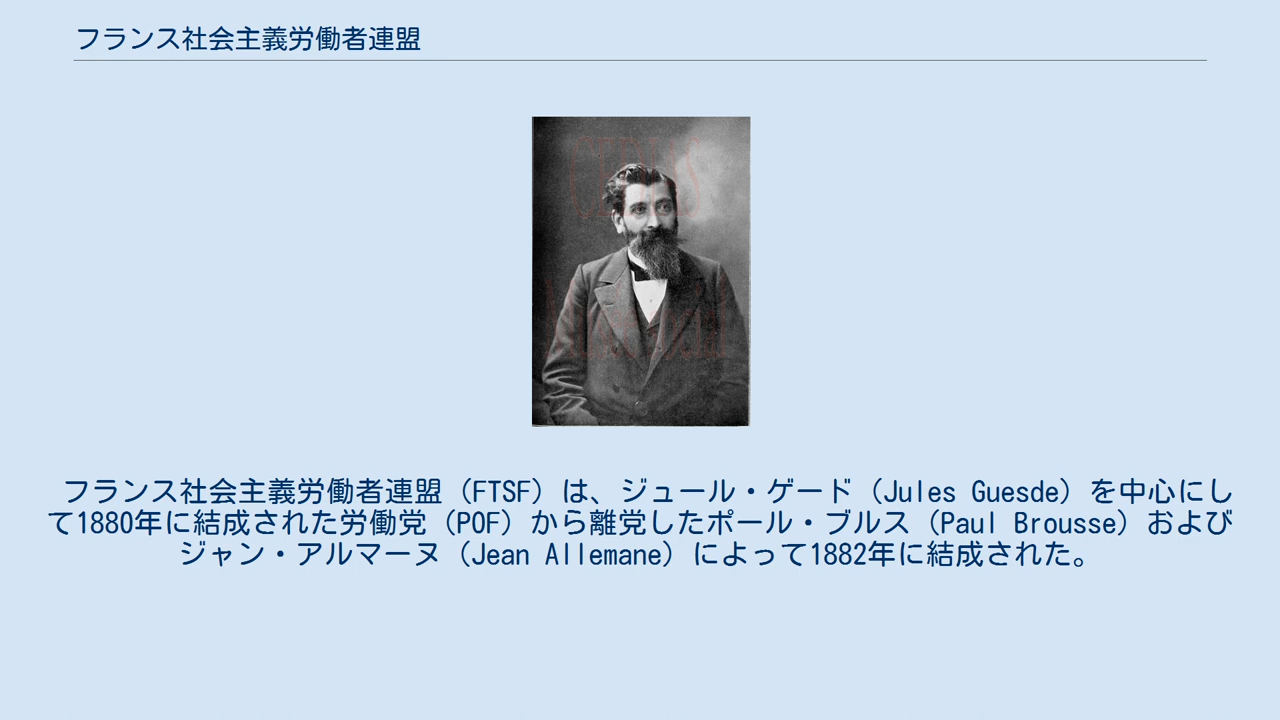 フランス社会主義労働者連盟
フランス社会主義労働者連盟（FTSF）は、ジュール・ゲード（Jules Guesde）を中心にし
て1880年に結成された労働党（POF）から離党したポール・ブルス（Paul Brousse）および
ジャン・アルマーヌ（Jean Allemane）によって1882年に結成された。